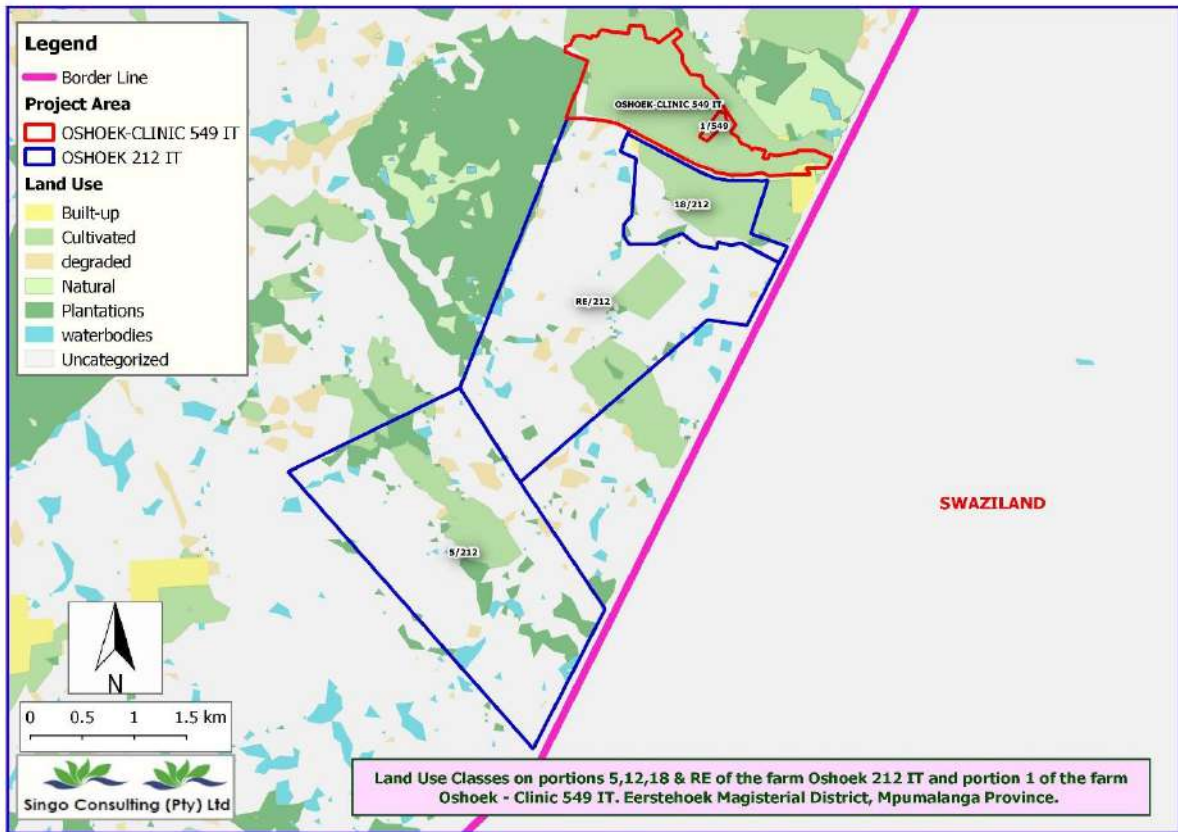 Legend
Border Line
Project Area
OSHOEK-CLINIC 549 IT
OSHOEK 212 IT
Land Use
Built-up
Cultivated
degraded
Natural
Plantations
waterbodies
Uncategorized
OSHOEK-CLINIC 549 IT
1/549
18/212
RE/212
5/212
SWAZILAND
N
0 0.5 1 1.5 km
Singo Consulting (Pty) Ltd
Land Use Classes on portions 5,12,18 & RE of the farm Oshoek 212 IT and portion 1 of the farm
Oshoek - Clinic 549 IT. Eerstehoek Magisterial District, Mpumalanga Province.